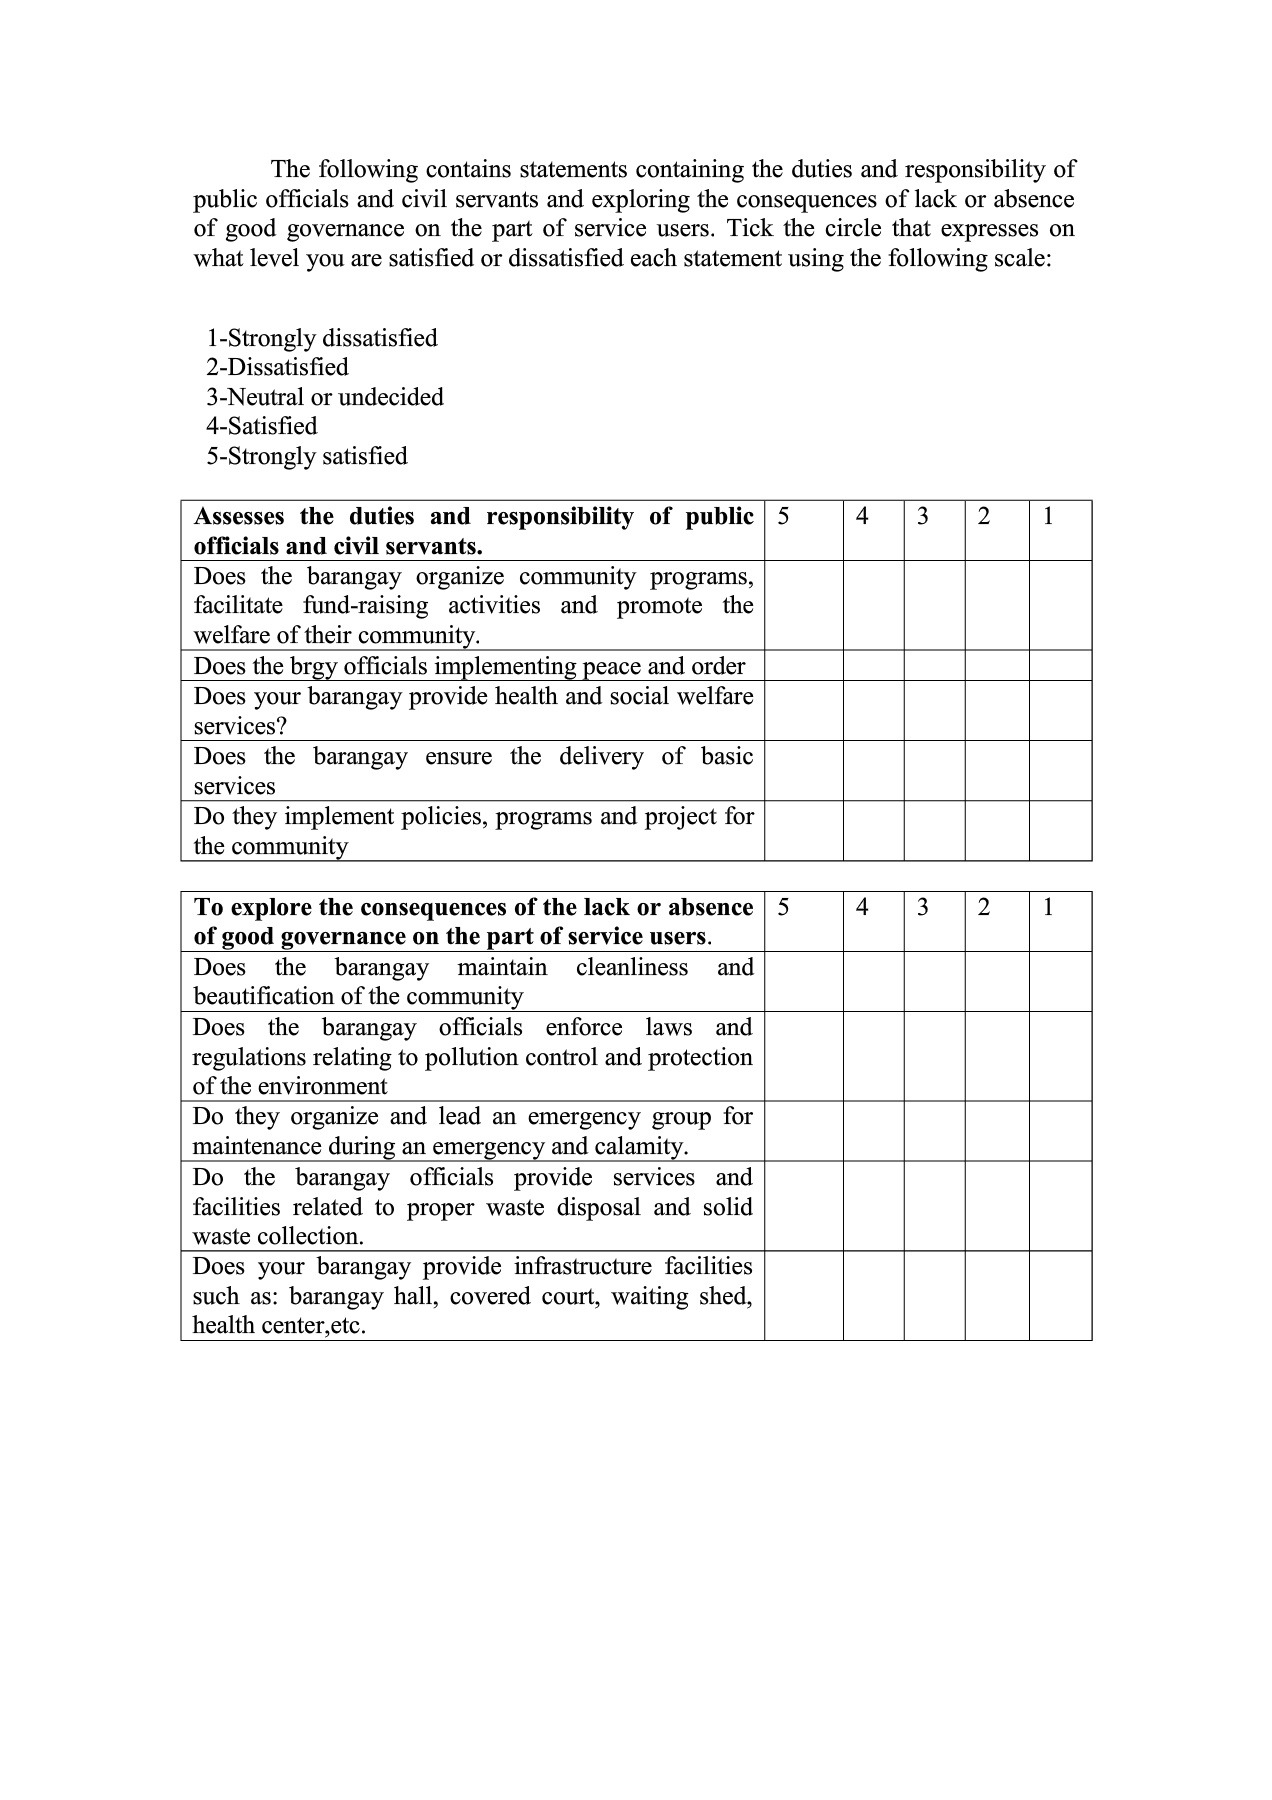 The following contains statements containing the duties and responsibility of
public officials and civil servants and exploring the consequences of lack or absence
of good governance on the part of service users. Tick the circle that expresses on
what level you are satisfied or dissatisfied each statement using the following scale:
1-Strongly dissatisfied
2-Dissatisfied
3-Neutral or undecided
4-Satisfied
5-Strongly satisfied
Assesses the duties and responsibility of public 5 4 3 2 1
officials and civil servants.
Does the barangay organize community programs,
facilitate fund-raising activities and promote the
welfare of their community.
Does the brgy officials implementing peace and order
Does your barangay provide health and social welfare
services?
Does the barangay ensure the delivery of basic
services
Do they implement policies, programs and project for
the community
To explore the consequences of the lack or absence 5 4 3 2 1
of good governance on the part of service users.
Does the barangay maintain cleanliness and
beautification of the community
Does the barangay officials enforce laws and
regulations relating to pollution control and protection
of the environment
Do they organize and lead an emergency group for
maintenance during an emergency and calamity.
Do the barangay officials provide services and
facilities related to proper waste disposal and solid
waste collection.
Does your barangay provide infrastructure facilities
such as: barangay hall, covered court, waiting shed,
health center,etc.